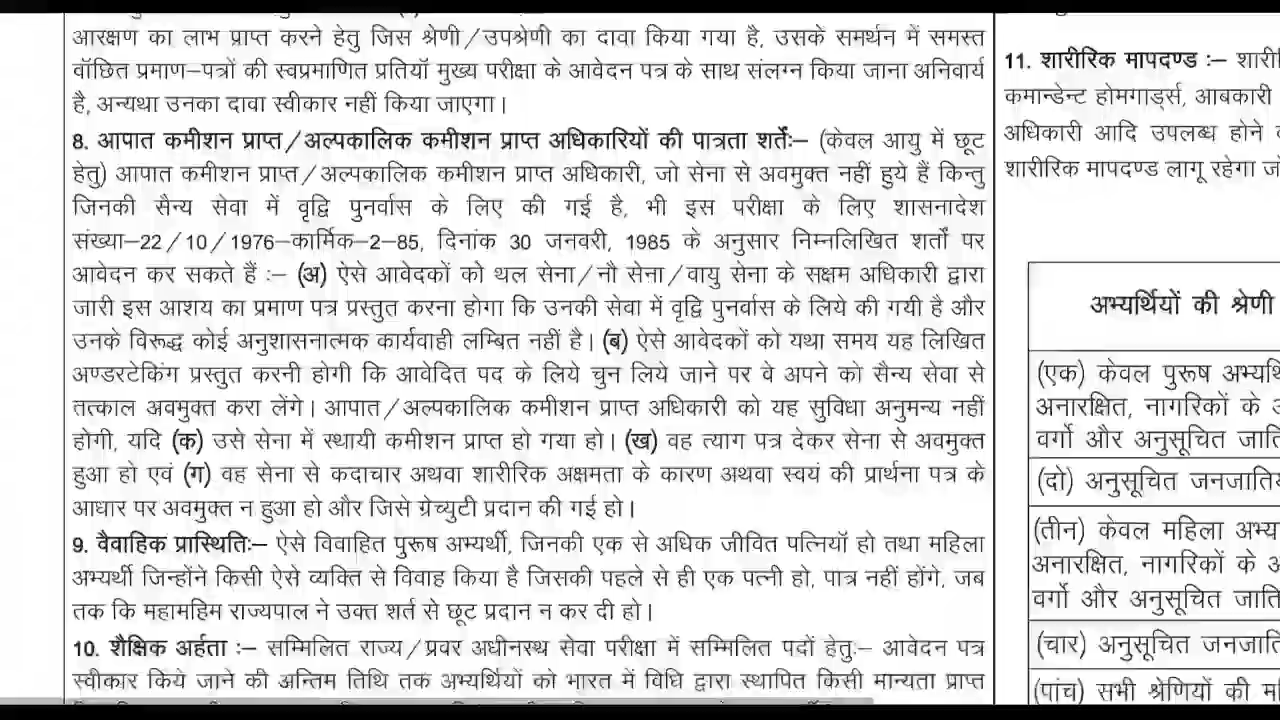 आरक्षण का लाभ प्राप्त करने हेतु जिस श्रेणी/उपश्रेणी का दावा किया गया है, उसके समर्थन में समस्त
वॉछित प्रमाण–पत्रों की स्वप्रमाणित प्रतियॉ मुख्य परीक्षा के आवेदन पत्र के साथ संलग्न किया जाना अनिवार्य
है, अन्यथा उनका दावा स्वीकार नहीं किया जाएगा।
8. आपात कमीशन प्राप्त/अल्पकालिक कमीशन प्राप्त अधिकारियों की पात्रता शर्तेः– (केवल आयु में छूट
हेतु) आपात कमीशन प्राप्त/अल्पकालिक कमीशन प्राप्त अधिकारी, जो सेना से अवमुक्त नहीं हुये हैं किन्तु
जिनकी सैन्य सेवा में वृद्वि पुनर्वास के लिए की गई है, भी इस परीक्षा के लिए शासनादेश
संख्या–22/10/1976–कार्मिक–2–85, दिनांक 30 जनवरी, 1985 के अनुसार निम्नलिखित शर्तों पर
आवेदन कर सकते हैं :– (अ) ऐसे आवेदकों को थल सेना/नौ सेना/वायु सेना के सक्षम अधिकारी द्वारा
जारी इस आशय का प्रमाण पत्र प्रस्तुत करना होगा कि उनकी सेवा में वृद्वि पुनर्वास के लिये की गयी है और
उनके विरूद्ध कोई अनुशासनात्मक कार्यवाही लम्बित नहीं है। (ब) ऐसे आवेदकों को यथा समय यह लिखित
अण्डरटेकिंग प्रस्तुत करनी होगी कि आवेदित पद के लिये चुन लिये जाने पर वे अपने को सैन्य सेवा से
तत्काल अवमुक्त करा लेंगे। आपात/अल्पकालिक कमीशन प्राप्त अधिकारी को यह सुविधा अनुमन्य नहीं
होगी, यदि (क) उसे सेना में स्थायी कमीशन प्राप्त हो गया हो। (ख) वह त्याग पत्र देकर सेना से अवमुक्त
हुआ हो एवं (ग) वह सेना से कदाचार अथवा शारीरिक अक्षमता के कारण अथवा स्वयं की प्रार्थना पत्र के
आधार पर अवमुक्त न हुआ हो और जिसे ग्रेच्युटी प्रदान की गई हो।
9. वैवाहिक प्रास्थितिः– ऐसे विवाहित पुरूष अभ्यर्थी, जिनकी एक से अधिक जीवित पत्नियॉ हो तथा महिला
अभ्यर्थी जिन्होंने किसी ऐसे व्यक्ति से विवाह किया है जिसकी पहले से ही एक पत्नी हो, पात्र नहीं होंगे, जब
तक कि महामहिम राज्यपाल ने उक्त शर्त से छूट प्रदान न कर दी हो।
10. शैक्षिक अर्हता :– सम्मिलित राज्य/प्रवर अधीनस्थ सेवा परीक्षा में सम्मिलित पदों हेतुः– आवेदन पत्र
स्वीकार किये जाने की अन्तिम तिथि तक अभ्यर्थियों को भारत में विधि द्वारा स्थापित किसी मान्यता प्राप्त
11. शारीरिक मापदण्ड :–
कमान्डेन्ट होमगार्ड्स, आबकारी
अधिकारी आदि उपलब्ध होने
शारीरिक मापदण्ड लागू रहेगा
अभ्यर्थियों की श्रेणी
(एक) केवल पुरूष
अनारक्षित, नागरिकों के
वर्गो और अनुसूचित
(दो) अनुसूचित
(तीन) केवल महिला
अनारक्षित, नागरिकों के
वर्गो और अनुसूचित
(चार) अनुसूचित
(पांच) सभी श्रेणियों की